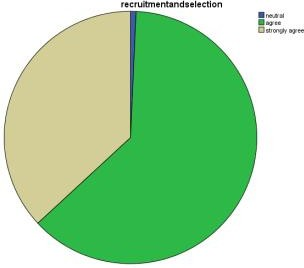 recruitmentandselection
neutral
agree
strongly agree